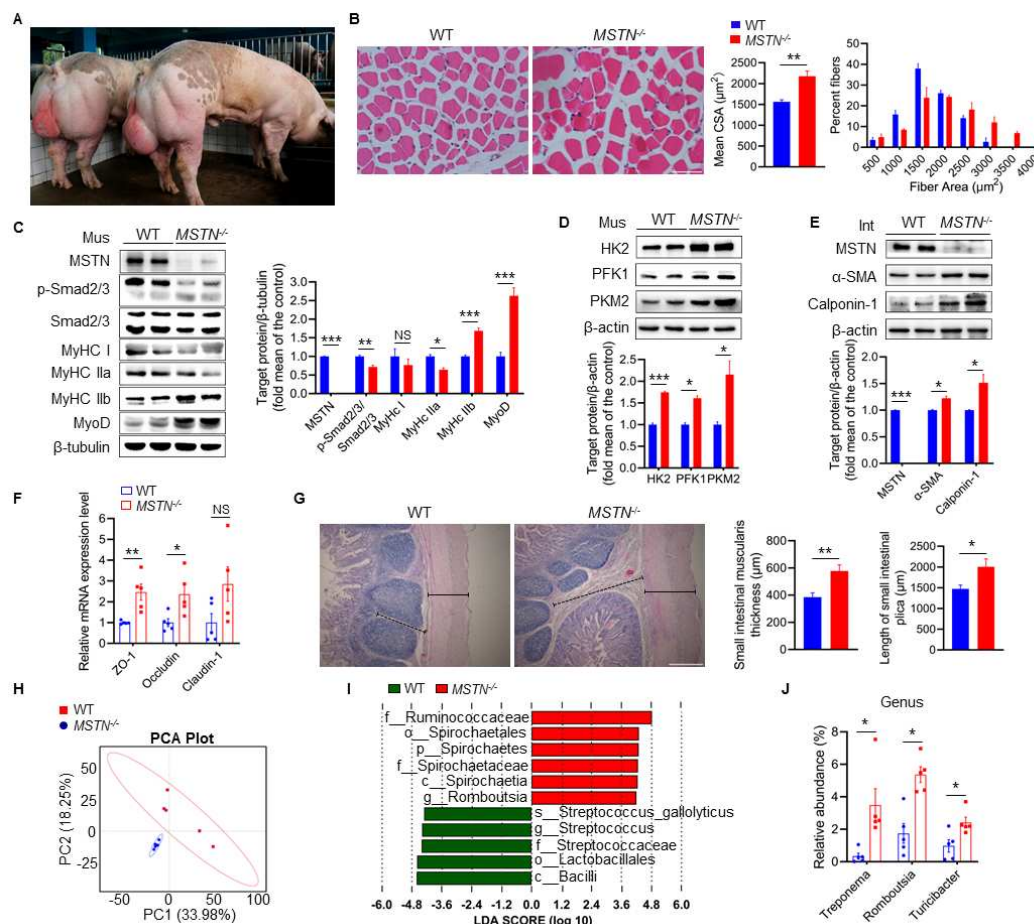 A
B
WT
MSTN-/-
WT
MSTN-/-
**
Mean CSA (µm²)
2500
2000
1500
1000
500
0
Percent fibers
50
40
30
20
10
0
500
1000
1500
2000
2500
3000
3500
4000
Fiber Area (µm²)
C
Mus
WT
MSTN-/-
MSTN
p-Smad2/3
Smad2/3
MyHC I
MyHC IIa
MyHC IIb
MyoD
β-tubulin
Target protein/β-tubulin
(fold mean of the control)
3.0
2.5
2.0
1.5
1.0
0.5
0.0
***
**
NS
*
***
***
MSTN
p-Smad2/3/
Smad2/3
MyHc I
MyHc IIa
MyHc IIb
MyoD
D
Mus
WT
MSTN-/-
HK2
PFK1
PKM2
β-actin
Target protein/β-actin
(fold mean of the control)
2.5
2.0
1.5
1.0
0.5
0.0
***
*
*
HK2
PFK1
PKM2
E
Int
WT
MSTN-/-
MSTN
α-SMA
Calponin-1
β-actin
Target protein/β-actin
(fold mean of the control)
2.0
1.5
1.0
0.5
0.0
***
*
*
MSTN
α-SMA
Calponin-1
F
WT
MSTN-/-
Relative mRNA expression level
8
6
4
2
0
**
*
NS
ZO-1
Occludin
Claudin-1
G
WT
MSTN-/-
Small intestinal muscularis
thickness (µm)
800
600
400
200
0
**
Length of small intestinal
plica (µm)
2500
2000
1500
1000
500
0
*
H
WT
MSTN-/-
PCA Plot
PC2 (18.25%)
50
25
0
-25
-50
0
50
100
PC1 (33.98%)
I
WT
MSTN-/-
f__Ruminococcaceae
o__Spirochaetales
p__Spirochaetes
f__Spirochaetaceae
c__Spirochaetia
g__Romboutsia
s__Streptococcus_gallolyticus
g__Streptococcus
f__Streptococcaceae
o__Lactobacillales
c__Bacilli
-6.0
-4.8
-3.6
-2.4
-1.2
0.0
1.2
2.4
3.6
4.8
6.0
LDA SCORE (log 10)
J
Genus
Relative abundance (%)
10
8
6
4
2
0
*
*
*
Treponema
Romboutsia
Turicibacter